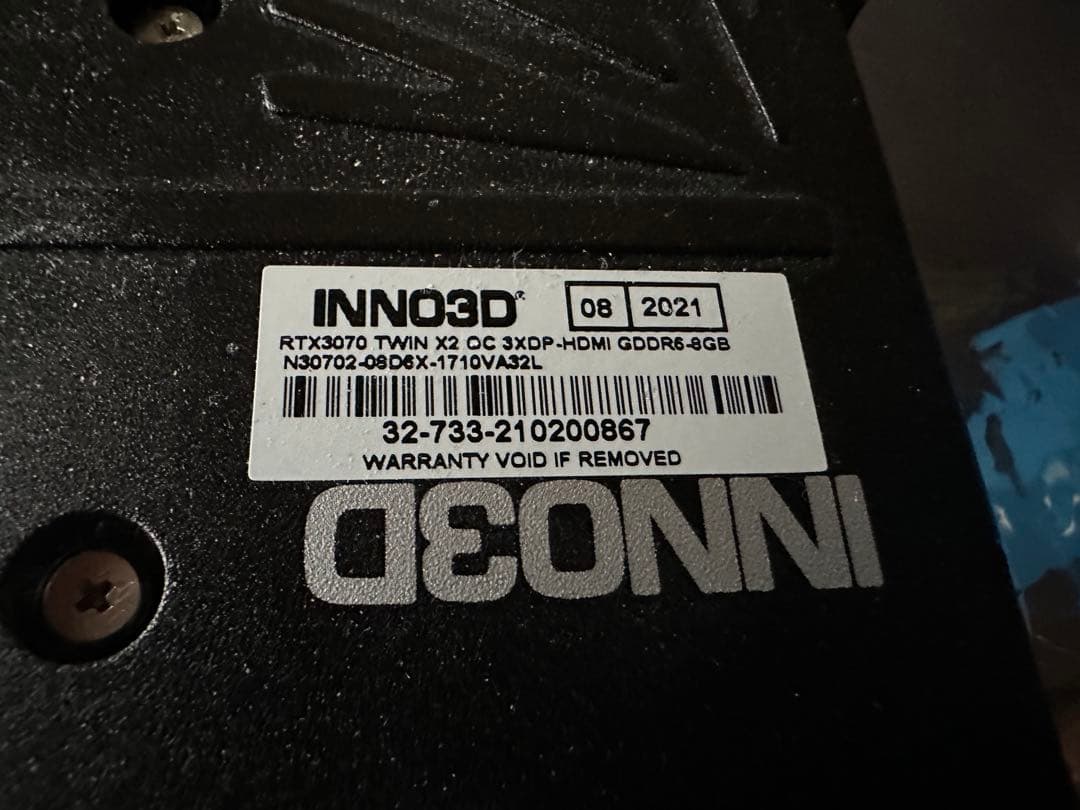 INNO3D® 08 2021
RTX3070 TWIN X2 OC 3XDP-HDMI GDDR6-8GB
N30702-08D6X-1710VA32L
32-733-210200867
WARRANTY VOID IF REMOVED
INNO3D